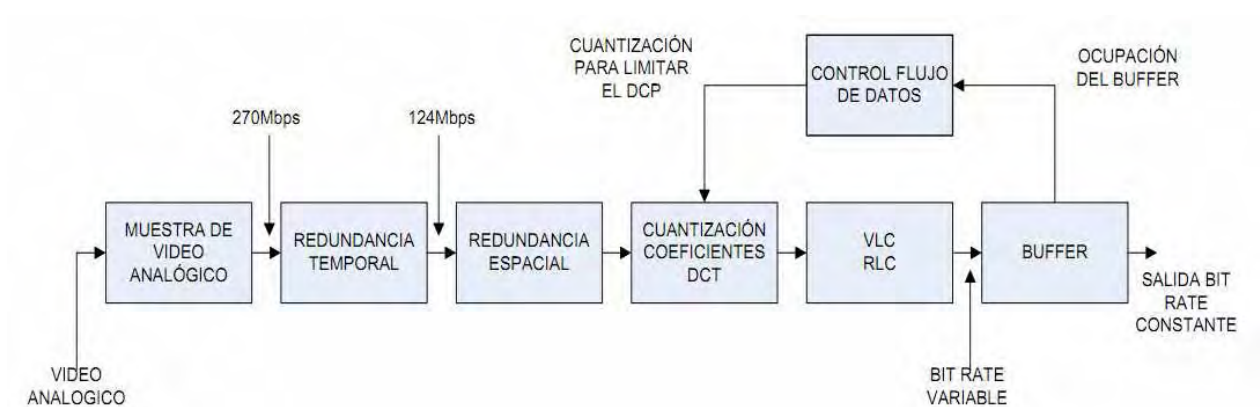 CUANTIZACIÓN
PARA LIMITAR
EL DCP
CONTROL FLUJO
DE DATOS
OCUPACIÓN
DEL BUFFER
270Mbps
124Mbps
MUESTRA DE
VIDEO
ANALÓGICO
REDUNDANCIA
TEMPORAL
REDUNDANCIA
ESPACIAL
CUANTIZACIÓN
COEFICIENTES
DCT
VLC
RLC
BUFFER
SALIDA BIT
RATE
CONSTANTE
VIDEO
ANALOGICO
BIT RATE
VARIABLE